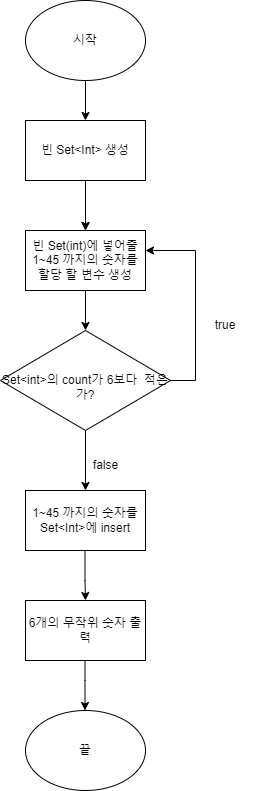 시작
빈 Set<Int> 생성
빈 Set(int)에 넣어줄
1~45 까지의 숫자를
할당 할 변수 생성
true
Set<int>의 count가 6보다 적은
가?
false
1~45 까지의 숫자를
Set<Int>에 insert
6개의 무작위 숫자 출
력
끝